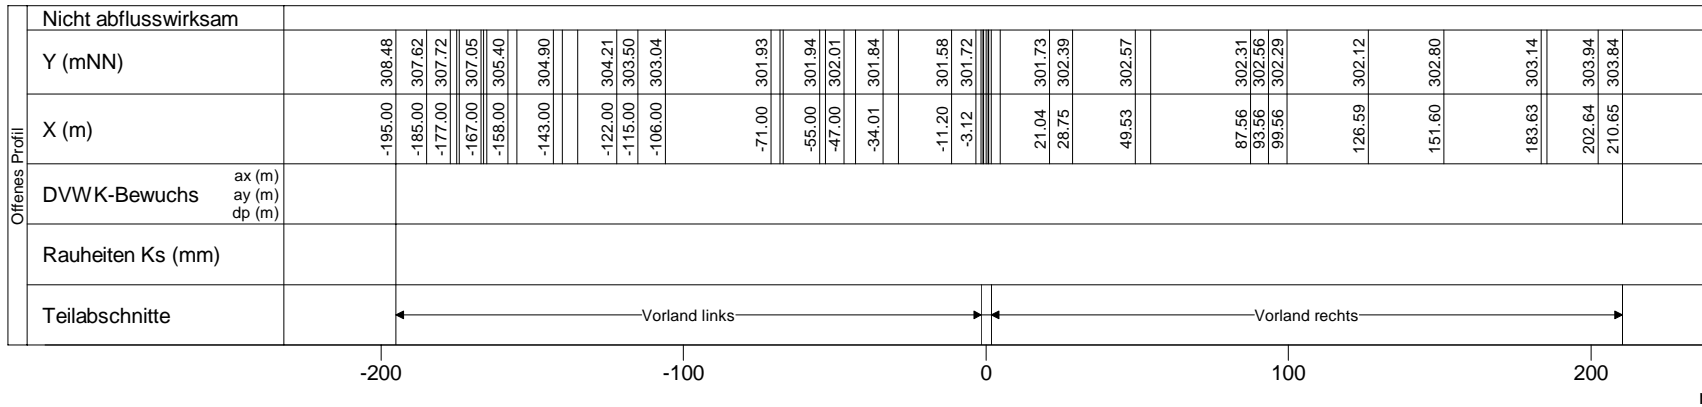 Offenes Profil
Nicht abflusswirksam
Y (mNN) 308.48 307.62 307.72 307.05 305.40 304.90 304.21 303.50 303.04 301.93 301.94 302.01 301.84 301.58 301.72 301.73 302.39 302.57 302.31 302.56 302.29 302.12 302.80 303.14 303.94 303.84
X (m) -195.00 -185.00 -177.00 -167.00 -158.00 -143.00 -122.00 -115.00 -106.00 -71.00 -55.00 -47.00 -34.01 -11.20 -3.12 21.04 28.75 49.53 87.56 93.56 99.56 126.59 151.60 183.63 202.64 210.65
DVWK-Bewuchs ax (m)
ay (m)
dp (m)
Rauheiten Ks (mm)
Teilabschnitte Vorland links Vorland rechts
-200 -100 0 100 200